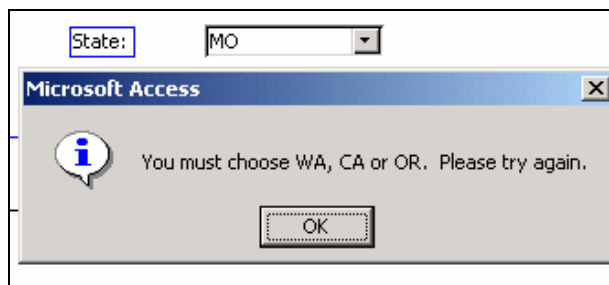 State: MO
Microsoft Access
You must choose WA, CA or OR.  Please try again.
OK